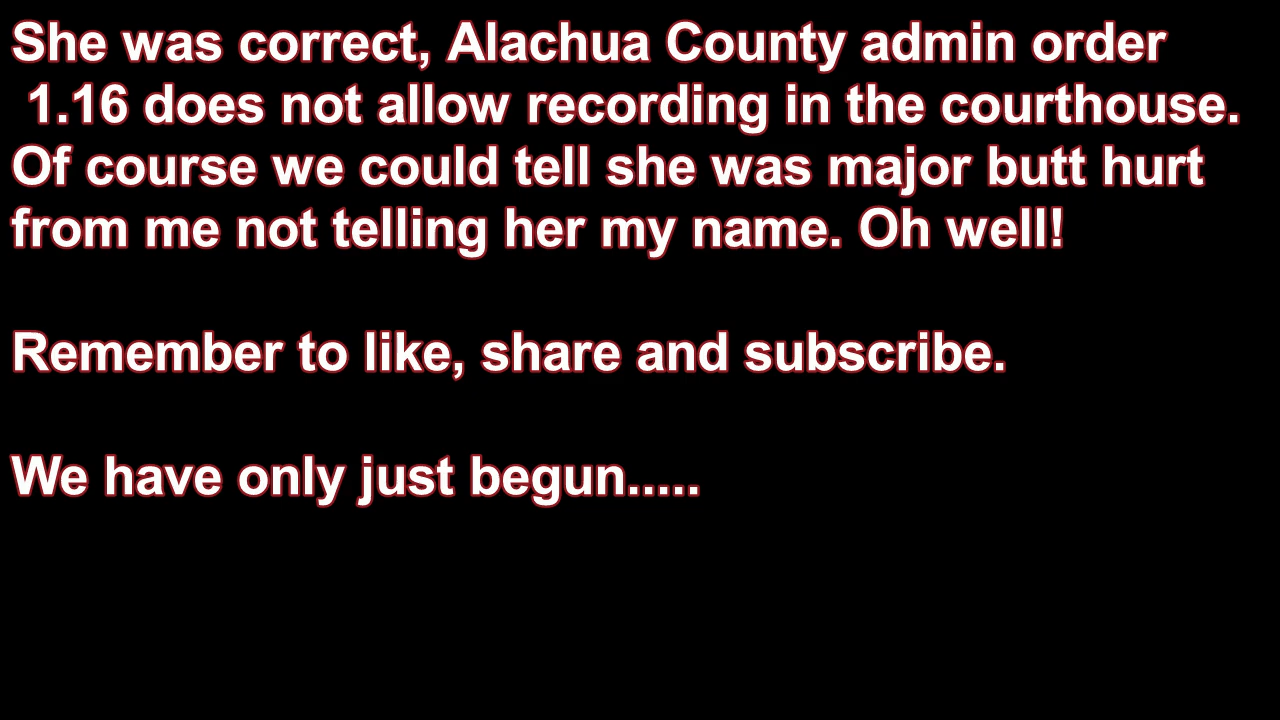 She was correct, Alachua County admin order
1.16 does not allow recording in the courthouse.
Of course we could tell she was major butt hurt
from me not telling her my name. Oh well!
Remember to like, share and subscribe.
We have only just begun.....